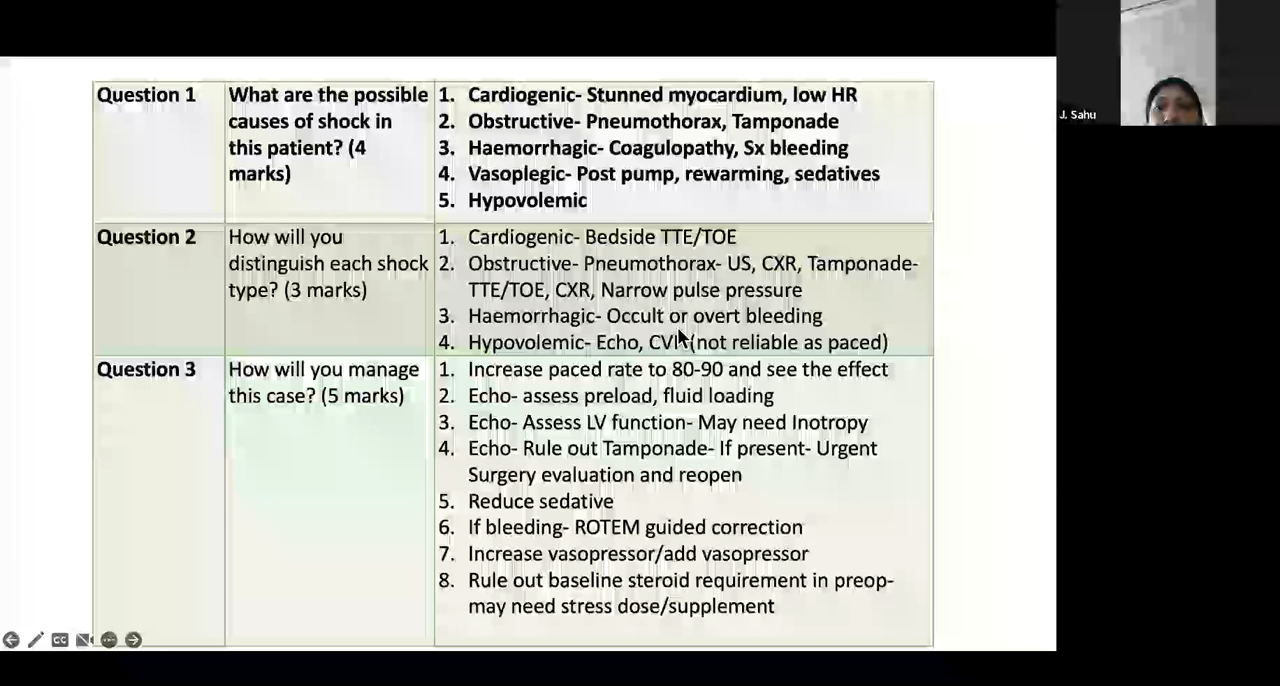 Question 1
What are the possible
causes of shock in
this patient? (4
marks)
1. Cardiogenic- Stunned myocardium, low HR
2. Obstructive- Pneumothorax, Tamponade
3. Haemorrhagic- Coagulopathy, Sx bleeding
4. Vasoplegic- Post pump, rewarming, sedatives
5. Hypovolemic
Question 2
How will you
distinguish each shock
type? (3 marks)
1. Cardiogenic- Bedside TTE/TOE
2. Obstructive- Pneumothorax- US, CXR, Tamponade-
TTE/TOE, CXR, Narrow pulse pressure
3. Haemorrhagic- Occult or overt bleeding
4. Hypovolemic- Echo, (not reliable as paced)
Question 3
How will you manage
this case? (5 marks)
1. Increase paced rate to 80-90 and see the effect
2. Echo- assess preload, fluid loading
3. Echo- Assess LV function- May need Inotropy
4. Echo- Rule out Tamponade- If present- Urgent
Surgery evaluation and reopen
5. Reduce sedative
6. If bleeding- ROTEM guided correction
7. Increase vasopressor/add vasopressor
8. Rule out baseline steroid requirement in preop-
may need stress dose/supplement
J. Sahu
CC